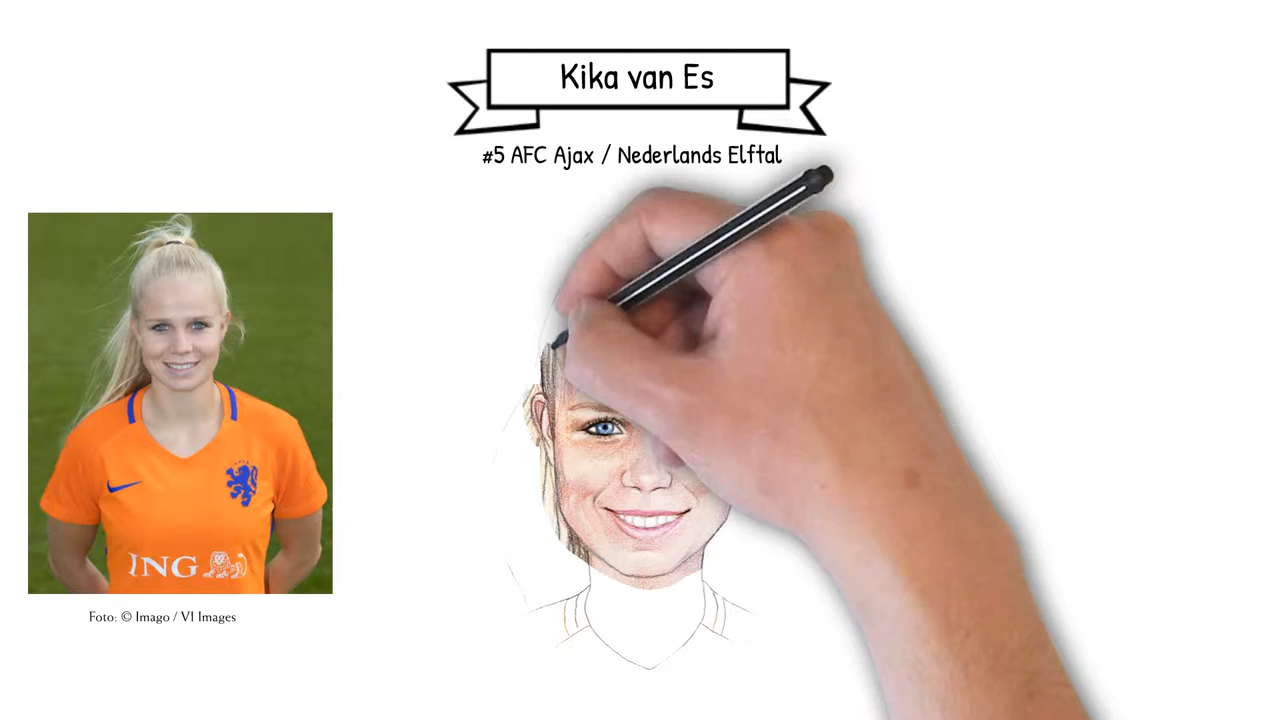 Kika van Es
#5 AFC Ajax / Nederlands Elftal
ING
Foto: © Imago / VI Images